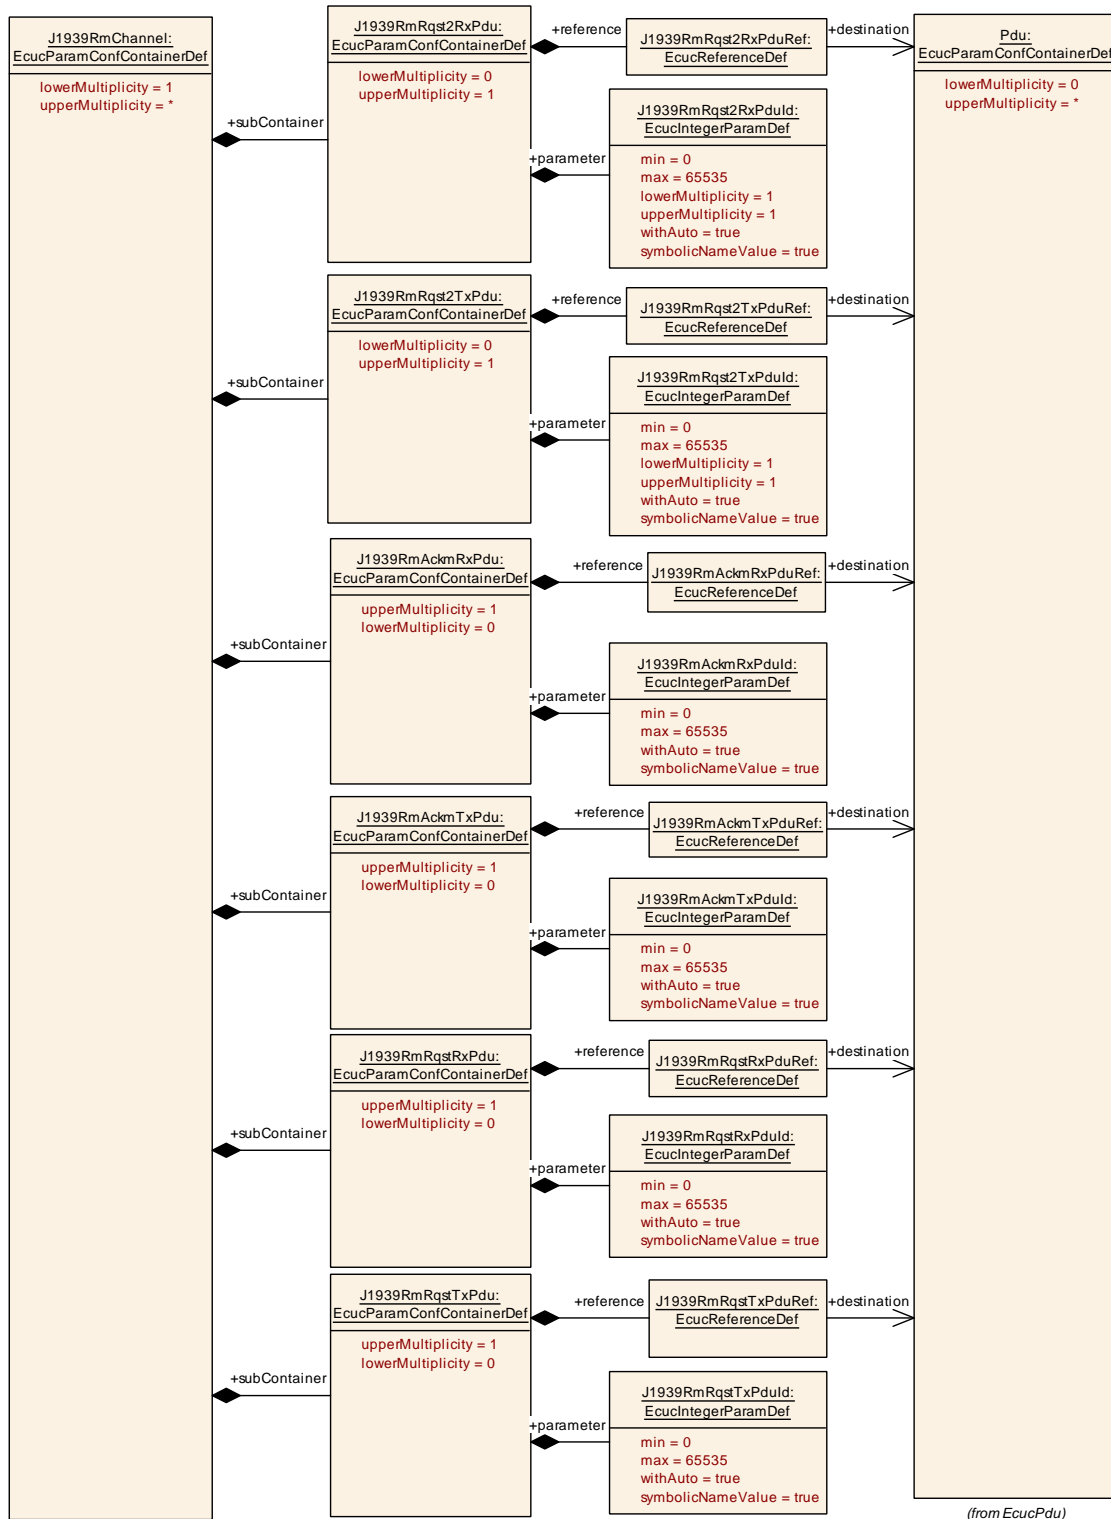 J1939RmChannel:
EcucParamConfContainerDef
lowerMultiplicity = 1
upperMultiplicity = *
+subContainer
J1939RmRqst2RxPdu:
EcucParamConfContainerDef
lowerMultiplicity = 0
upperMultiplicity = 1
+reference
J1939RmRqst2RxPduRef:
EcucReferenceDef
+destination
Pdu:
EcucParamConfContainerDef
lowerMultiplicity = 0
upperMultiplicity = *
+parameter
J1939RmRqst2RxPduId:
EcucIntegerParamDef
min = 0
max = 65535
lowerMultiplicity = 1
upperMultiplicity = 1
withAuto = true
symbolicNameValue = true
+subContainer
J1939RmRqst2TxPdu:
EcucParamConfContainerDef
lowerMultiplicity = 0
upperMultiplicity = 1
+reference
J1939RmRqst2TxPduRef:
EcucReferenceDef
+destination
+parameter
J1939RmRqst2TxPduId:
EcucIntegerParamDef
min = 0
max = 65535
lowerMultiplicity = 1
upperMultiplicity = 1
withAuto = true
symbolicNameValue = true
+subContainer
J1939RmAckmRxPdu:
EcucParamConfContainerDef
upperMultiplicity = 1
lowerMultiplicity = 0
+reference
J1939RmAckmRxPduRef:
EcucReferenceDef
+destination
+parameter
J1939RmAckmRxPduId:
EcucIntegerParamDef
min = 0
max = 65535
withAuto = true
symbolicNameValue = true
+subContainer
J1939RmAckmTxPdu:
EcucParamConfContainerDef
upperMultiplicity = 1
lowerMultiplicity = 0
+reference
J1939RmAckmTxPduRef:
EcucReferenceDef
+destination
+parameter
J1939RmAckmTxPduId:
EcucIntegerParamDef
min = 0
max = 65535
withAuto = true
symbolicNameValue = true
+subContainer
J1939RmRqstRxPdu:
EcucParamConfContainerDef
upperMultiplicity = 1
lowerMultiplicity = 0
+reference
J1939RmRqstRxPduRef:
EcucReferenceDef
+destination
+parameter
J1939RmRqstRxPduId:
EcucIntegerParamDef
min = 0
max = 65535
withAuto = true
symbolicNameValue = true
+subContainer
J1939RmRqstTxPdu:
EcucParamConfContainerDef
upperMultiplicity = 1
lowerMultiplicity = 0
+reference
J1939RmRqstTxPduRef:
EcucReferenceDef
+destination
+parameter
J1939RmRqstTxPduId:
EcucIntegerParamDef
min = 0
max = 65535
withAuto = true
symbolicNameValue = true
(from EcucPdu)